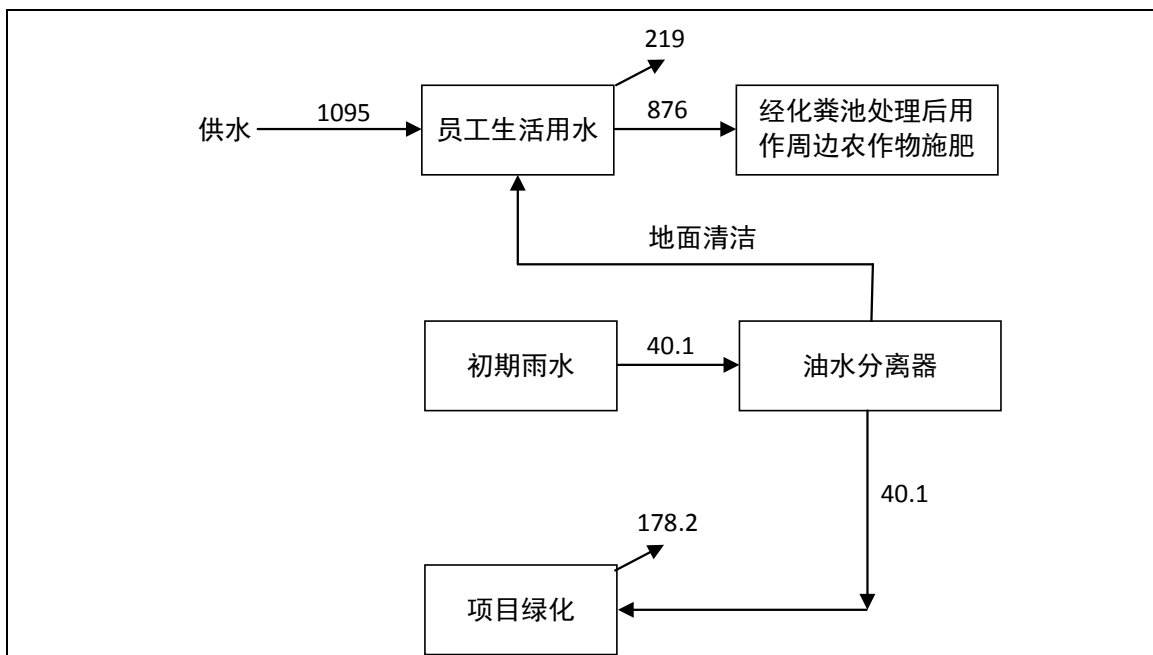 219
供水
1095
员工生活用水
876
经化粪池处理后用
作周边农作物施肥
地面清洁
初期雨水
40.1
油水分离器
40.1
178.2
项目绿化